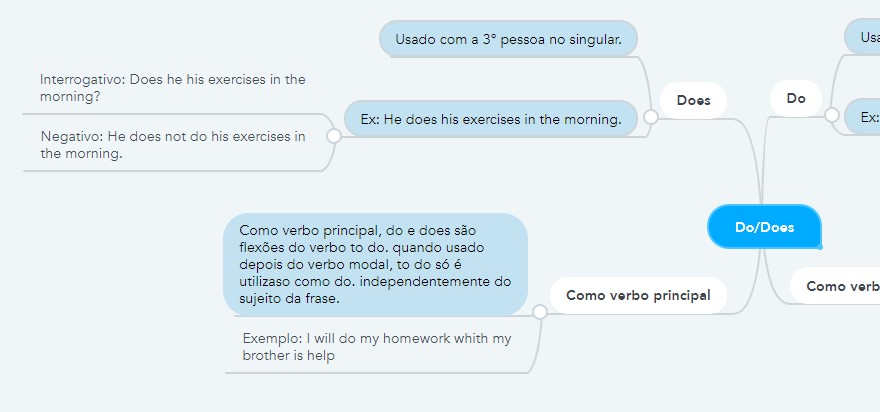 Usado com a 3° pessoa no singular.
Interrogativo: Does he his exercises in the
morning?
Does
Do
Ex: He does his exercises in the morning.
Ex:
Negativo: He does not do his exercises in
the morning.
Do/Does
Como verbo principal, do e does são
flexões do verbo to do. quando usado
depois do verbo modal, to do só é
utilizaso como do. independentemente do
sujeito da frase.
Como verbo principal
Como verb
Exemplo: I will do my homework whith my
brother is help